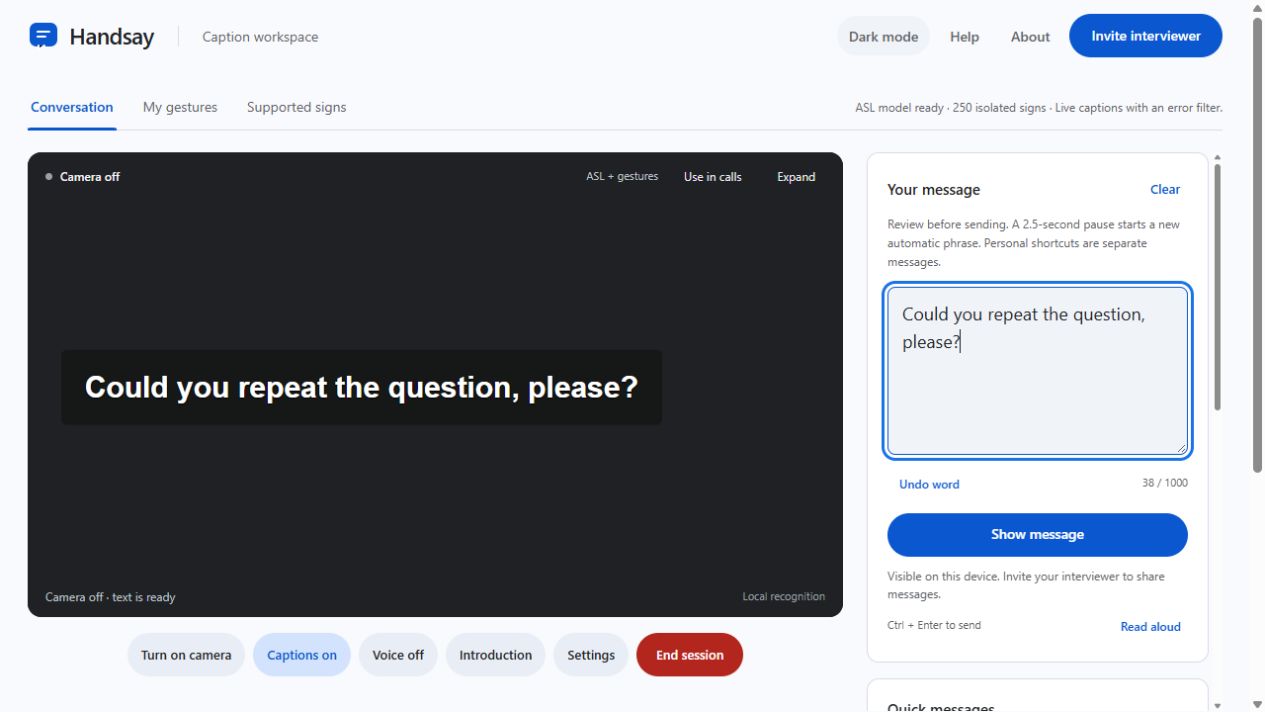 Handsay
Caption workspace
Dark mode
Help
About
Invite interviewer
Conversation
My gestures
Supported signs
ASL model ready · 250 isolated signs · Live captions with an error filter.
Camera off
ASL + gestures
Use in calls
Expand
Could you repeat the question, please?
Camera off · text is ready
Local recognition
Turn on camera
Captions on
Voice off
Introduction
Settings
End session
Your message
Clear
Review before sending. A 2.5-second pause starts a new
automatic phrase. Personal shortcuts are separate
messages.
Could you repeat the question,
please?
Undo word
38 / 1000
Show message
Visible on this device. Invite your interviewer to share
messages.
Ctrl + Enter to send
Read aloud
Quick messages